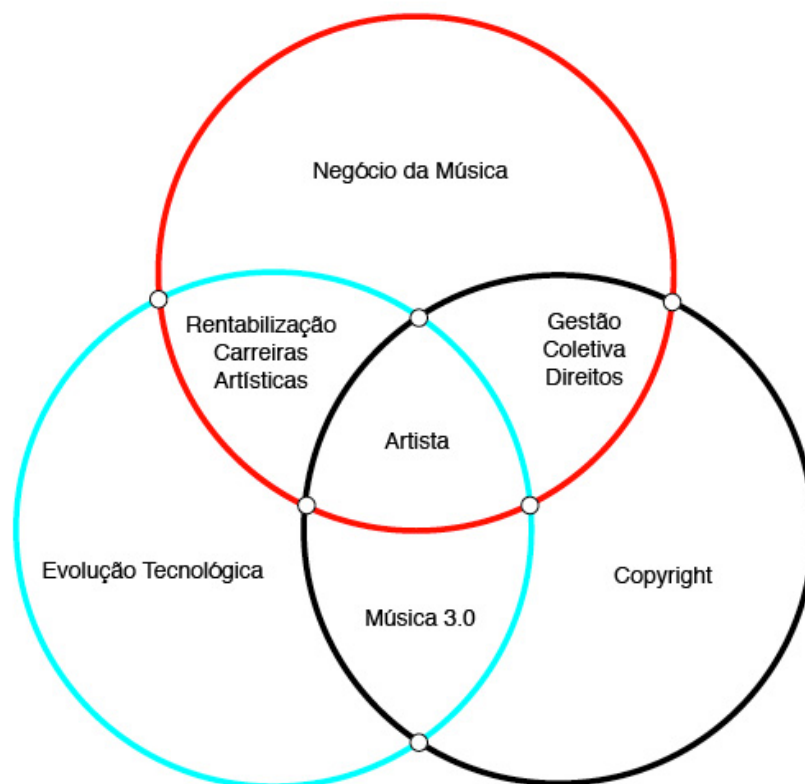 Negócio da Música
Rentabilização
Carreiras
Artísticas
Gestão
Coletiva
Direitos
Artista
Evolução Tecnológica
Copyright
Música 3.0